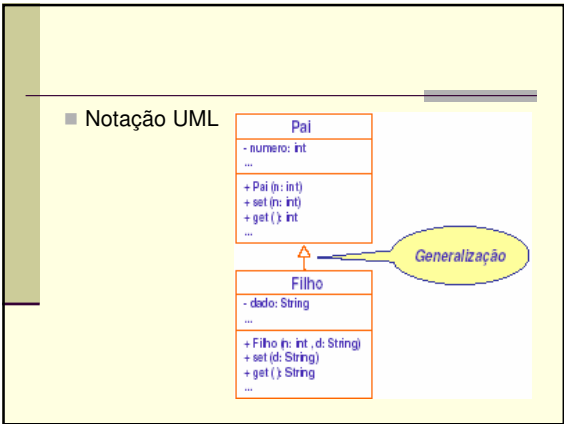 Notação UML
Pai
- numero: int
...
+ Pai (n: int)
+ set (n: int)
+ get ( ): int
...
Generalização
Filho
- dado: String
...
+ Filho (n: int , d: String)
+ set (d: String)
+ get ( ): String
...